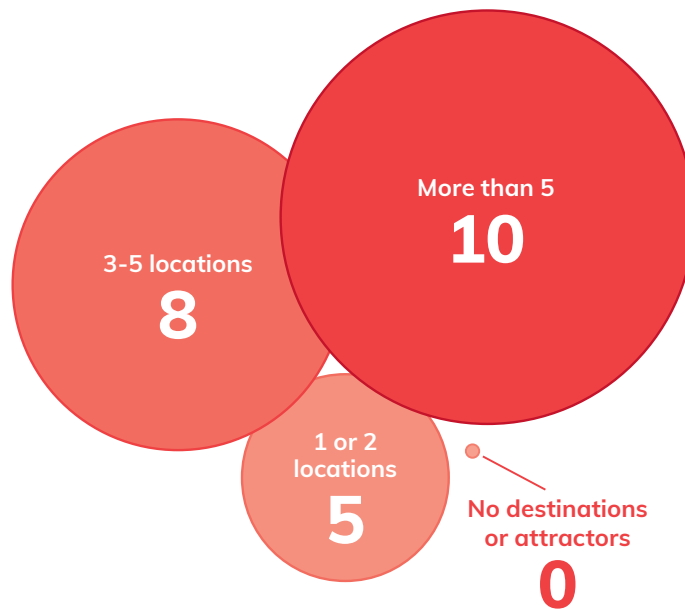 More than 5
10
3-5 locations
8
1 or 2
locations
5
No destinations
or attractors
0